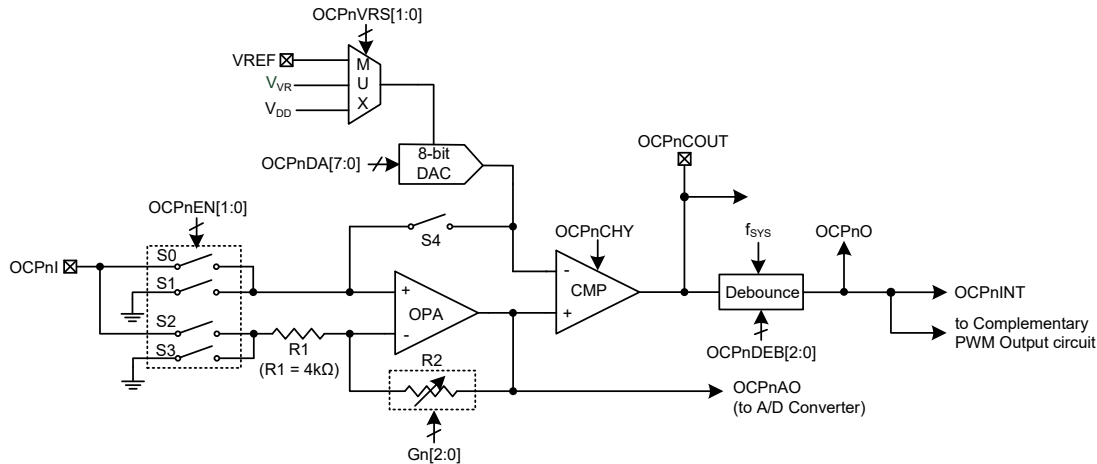 OCPnVRS[1:0]
VREF
M
U
X
VVR
VDD
OCPnDA[7:0]
8-bit
DAC
OCPnCOUT
OCPnEN[1:0]
S4
OCPnCHY
fSYS
OCPnO
OCPnI
S0
S1
S2
S3
+
OPA
-
-
CMP
+
Debounce
OCPnINT
to Complementary
PWM Output circuit
R1
(R1 = 4kΩ)
OCPnDEB[2:0]
R2
OCPnAO
(to A/D Converter)
Gn[2:0]